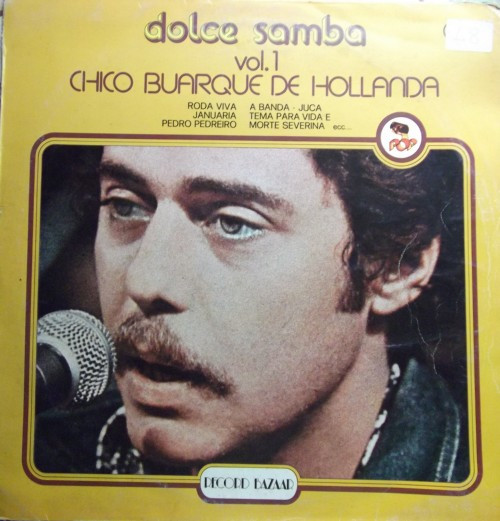 dolce samba
vol.1
CHICO BUARQUE DE HOLLANDA
RODA VIVA A BANDA - JUCA
JANUARIA TEMA PARA VIDA E
PEDRO PEDREIRO MORTE SEVERINA ecc...
POP
RECORD BAZAAR